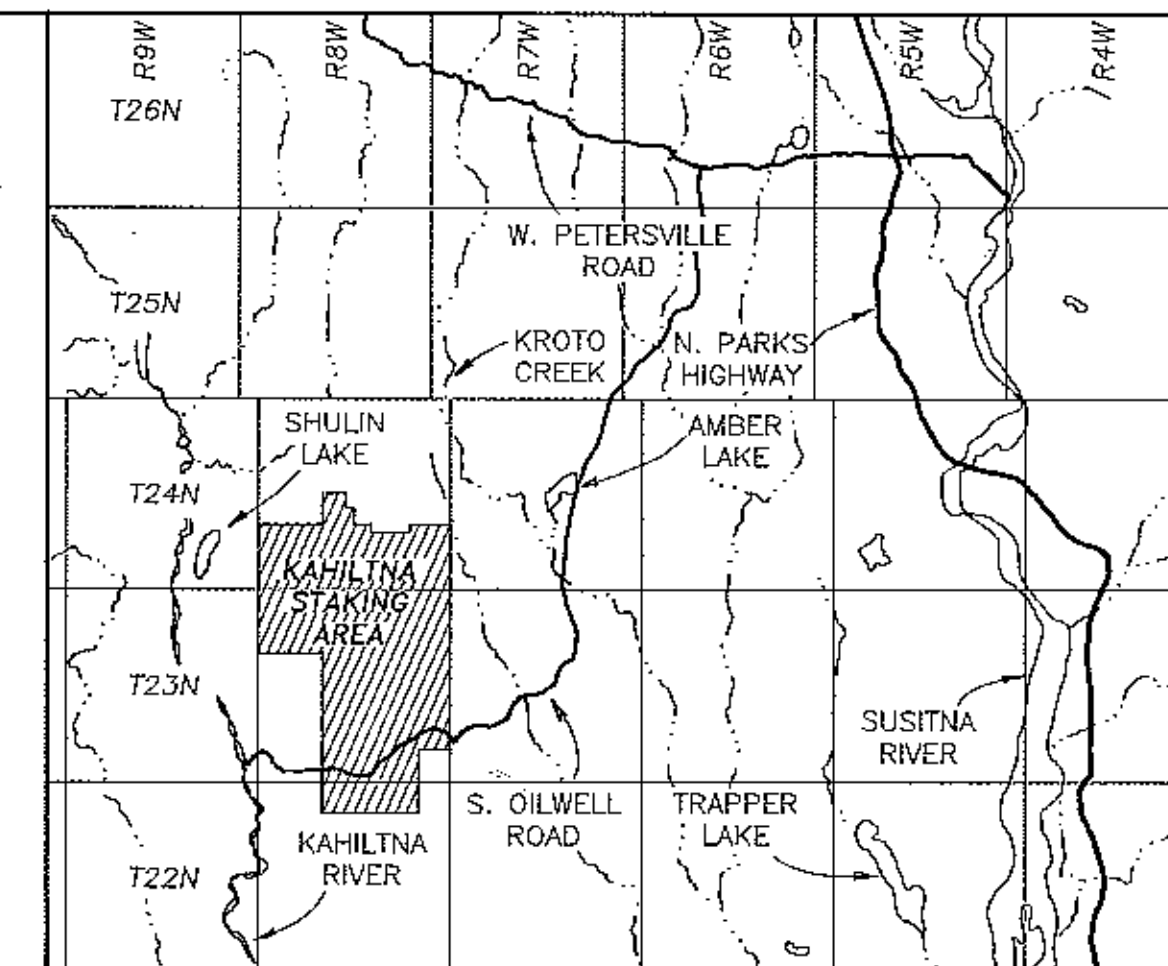 R9W
R8W
R7W
R6W
R5W
R4W
T26N
W. PETERSVILLE
ROAD
T25N
KROTO
CREEK
N. PARKS
HIGHWAY
SHULIN
LAKE
AMBER
LAKE
T24N
KAHILTNA
STAKING
AREA
T23N
SUSITNA
RIVER
S. OILWELL
ROAD
TRAPPER
LAKE
KAHILTNA
RIVER
T22N